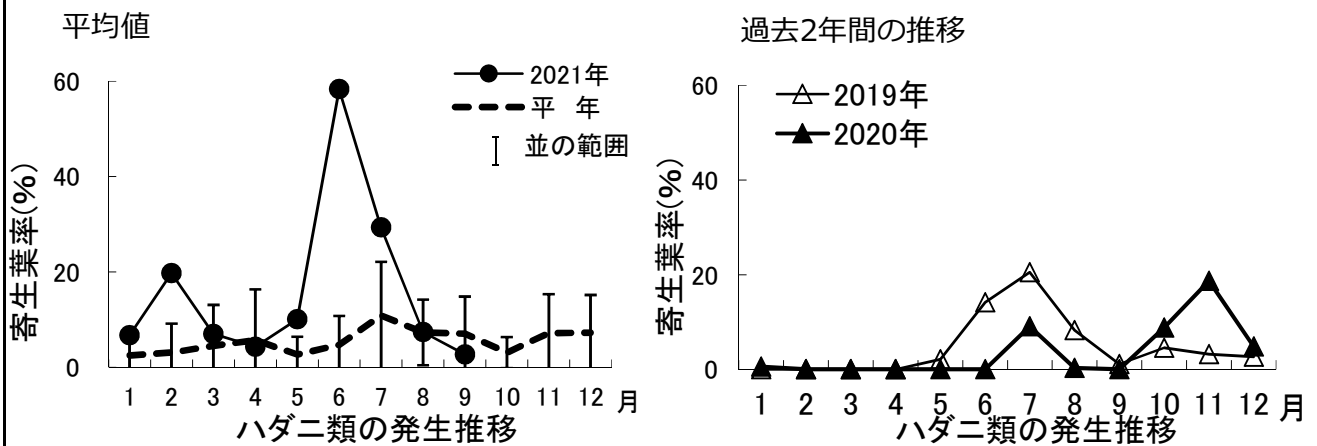 平均値
2021年
平　年
並の範囲
60
40
20
0
寄生葉率(%)
1 2 3 4 5 6 7 8 9 10 11 12 月
ハダニ類の発生推移
過去2年間の推移
2019年
2020年
60
40
20
0
寄生葉率(%)
1 2 3 4 5 6 7 8 9 10 11 12 月
ハダニ類の発生推移